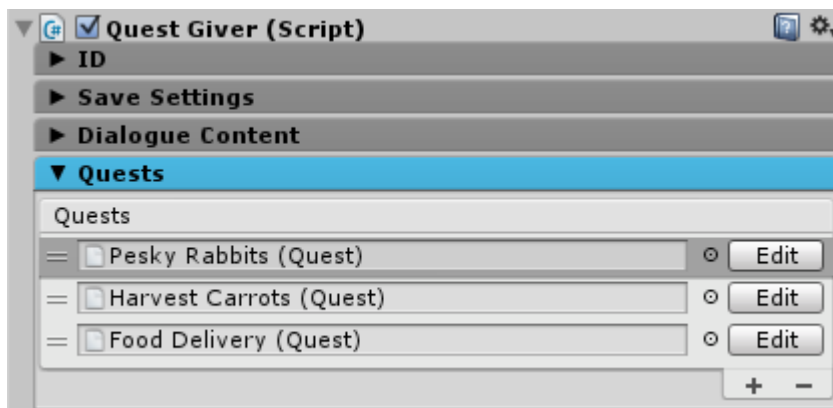 Quest Giver (Script)
ID
Save Settings
Dialogue Content
Quests
Quests
Pesky Rabbits (Quest) Edit
Harvest Carrots (Quest) Edit
Food Delivery (Quest) Edit
+ −